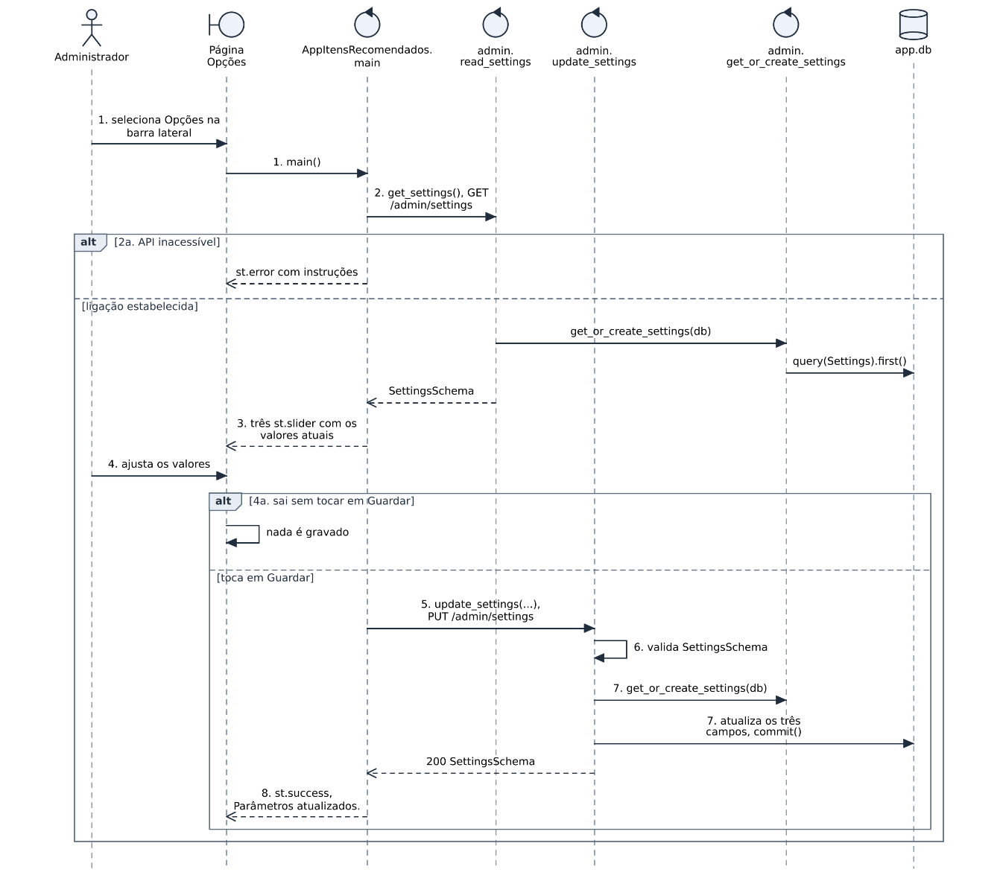 Administrador
Página
Opções
AppItensRecomendados.
main
admin.
read_settings
admin.
update_settings
admin.
get_or_create_settings
app.db
1. seleciona Opções na
barra lateral
1. main()
2. get_settings(), GET
/admin/settings
alt [2a. API inacessível]
st.error com instruções
[ligação estabelecida]
get_or_create_settings(db)
query(Settings).first()
SettingsSchema
3. três st.slider com os
valores atuais
4. ajusta os valores
alt [4a. sai sem tocar em Guardar]
nada é gravado
[toca em Guardar]
5. update_settings(...),
PUT /admin/settings
6. valida SettingsSchema
7. get_or_create_settings(db)
7. atualiza os três
campos, commit()
200 SettingsSchema
8. st.success,
Parâmetros atualizados.